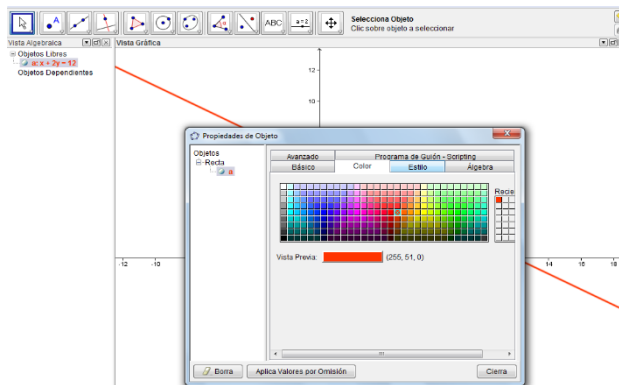 ABC
a=2
Selecciona Objeto
Clic sobre objeto a seleccionar
Vista Algebraica
Vista Gráfica
Objetos Libres
a: x + 2y = 12
Objetos Dependientes
12
10
-12
-10
14
16
18
Propiedades de Objeto
Objetos
Recta
a
Avanzado
Programa de Guión - Scripting
Básico
Color
Estilo
Álgebra
Recie
Vista Previa:
(255, 51, 0)
Borra
Aplica Valores por Omisión
Cierra